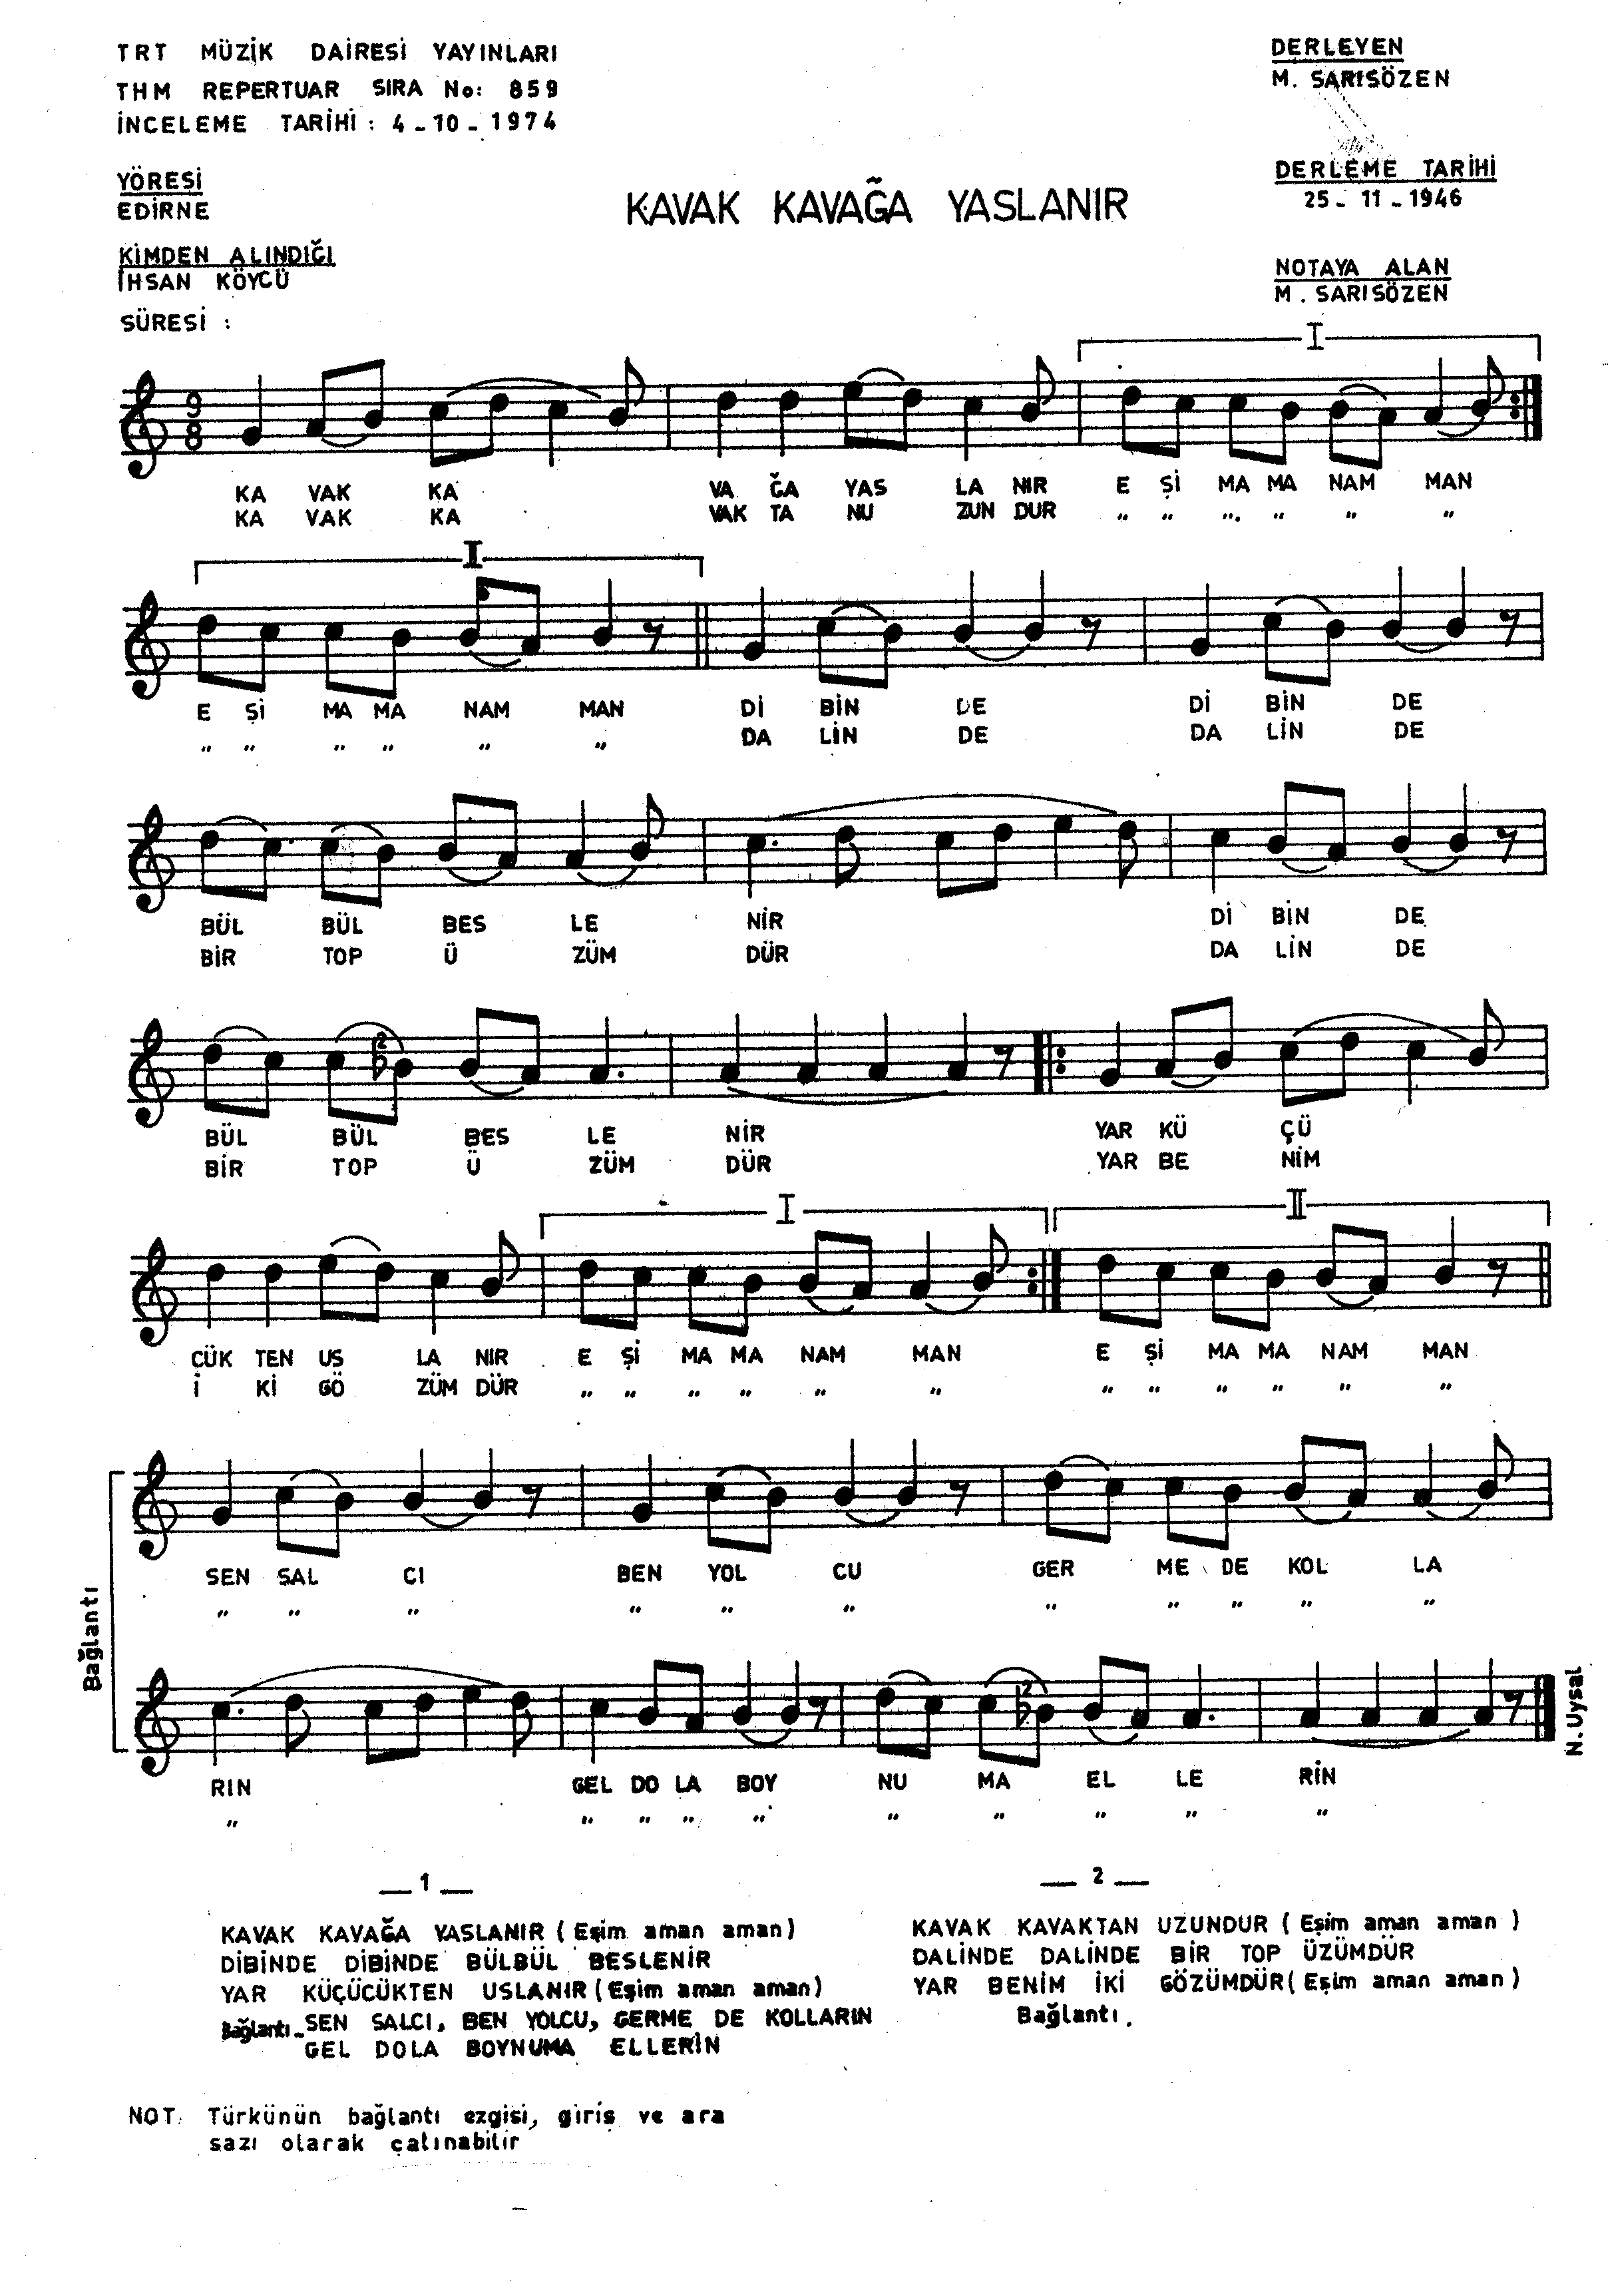 TRT MÜZİK DAİRESİ YAYINLARI
THM REPERTUAR SIRA No: 859
İNCELEME TARİHİ : 4-10-1974
DERLEYEN
M. SARISÖZEN
YÖRESİ
EDİRNE
KAVAK KAVAĞA YASLANIR
DERLEME TARİHİ
25-11-1946
KİMDEN ALINDIĞI
İHSAN KÖYCÜ
NOTAYA ALAN
M. SARISÖZEN
SÜRESİ :
I
9
8
KA VAK KA VA ĞA YAS LA NIR E Şİ MA MA NAM MAN
KA VAK KA VAK TA NU ZUN DUR " " " " " "
II
E Şİ MA MA NAM MAN Dİ BİN DE Dİ BİN DE
" " " " " " DA LİN DE DA LİN DE
BÜL BÜL BES LE NİR Dİ BİN DE
BİR TOP Ü ZÜM DÜR DA LİN DE
2
BÜL BÜL BES LE NİR YAR KÜ ÇÜ
BİR TOP Ü ZÜM DÜR YAR BE NİM
I II
CÜK TEN US LA NIR E Şİ MA MA NAM MAN E Şİ MA MA NAM MAN
İ Kİ GÖ ZÜM DÜR " " " " " " " " " " " "
SEN SAL CI BEN YOL CU GER ME DE KOL LA
" " " " " " " " " " "
Bağlantı
2
N. Uysal
RIN GEL DO LA BOY NU MA EL LE RİN
" " " " " " " " " "
— 1 —
KAVAK KAVAĞA YASLANIR ( Eşim aman aman )
DİBİNDE DİBİNDE BÜLBÜL BESLENİR
YAR KÜÇÜCÜKTEN USLANIR ( Eşim aman aman )
Bağlantı- SEN SALCI, BEN YOLCU, GERME DE KOLLARIN
GEL DOLA BOYNUMA ELLERİN
— 2 —
KAVAK KAVAKTAN UZUNDUR ( Eşim aman aman )
DALİNDE DALİNDE BİR TOP ÜZÜMDÜR
YAR BENİM İKİ GÖZÜMDÜR ( Eşim aman aman )
Bağlantı.
NOT: Türkünün bağlantı ezgisi, giriş ve ara
sazı olarak çalınabilir